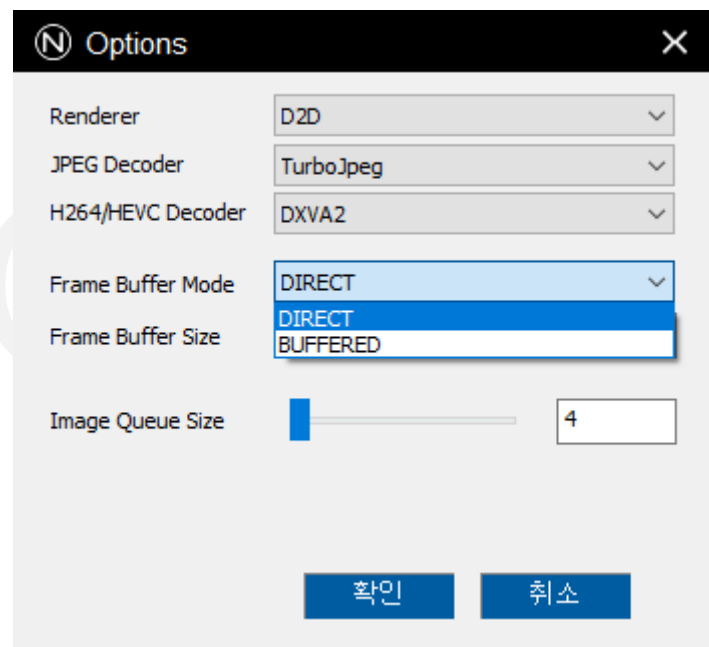 N Options
Renderer D2D
JPEG Decoder TurboJpeg
H264/HEVC Decoder DXVA2
Frame Buffer Mode DIRECT
DIRECT
Frame Buffer Size
BUFFERED
Image Queue Size 4
확인 취소